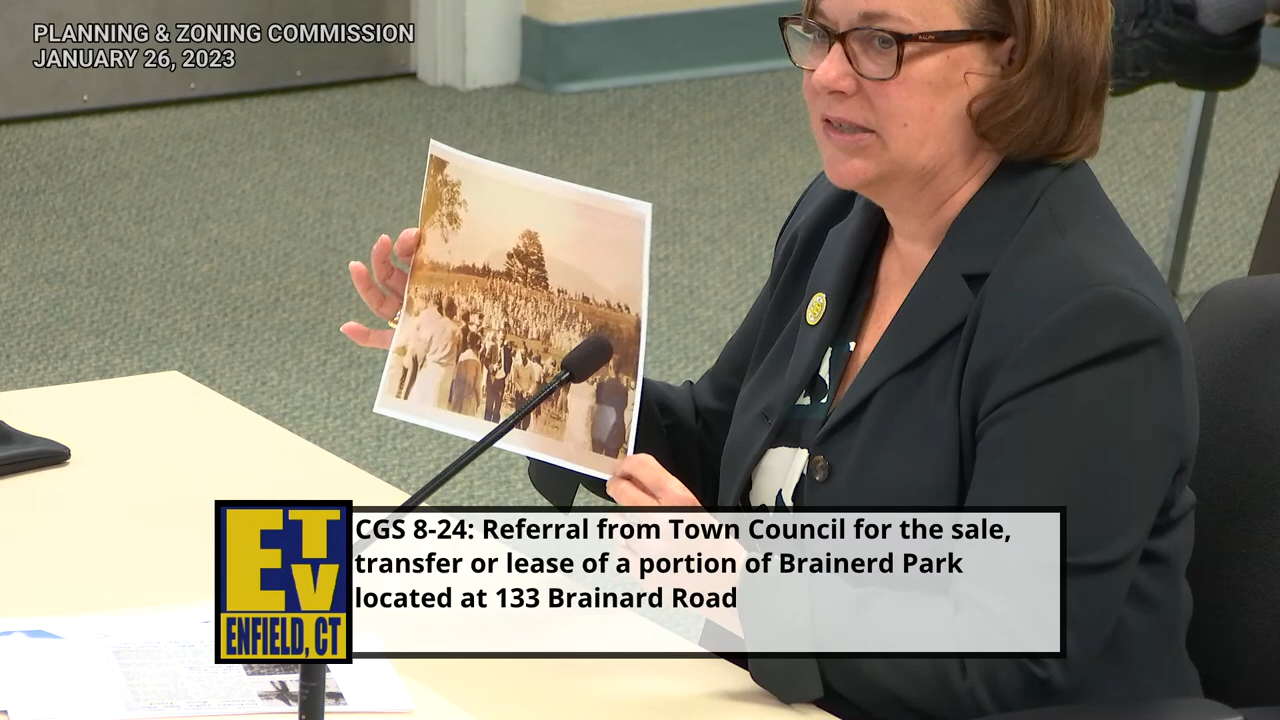 PLANNING & ZONING COMMISSION
JANUARY 26, 2023
RALPH
CGS 8-24: Referral from Town Council for the sale,
transfer or lease of a portion of Brainerd Park
located at 133 Brainard Road
ETV
ENFIELD, CT